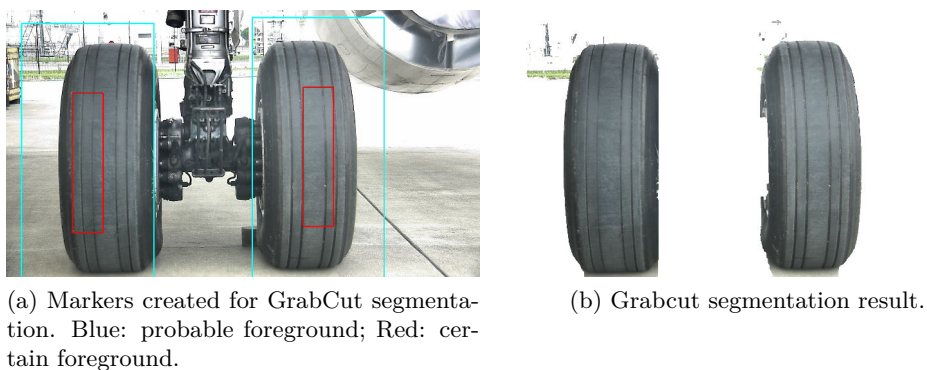 (a) Markers created for GrabCut segmenta-
tion. Blue: probable foreground; Red: cer-
tain foreground.
(b) Grabcut segmentation result.